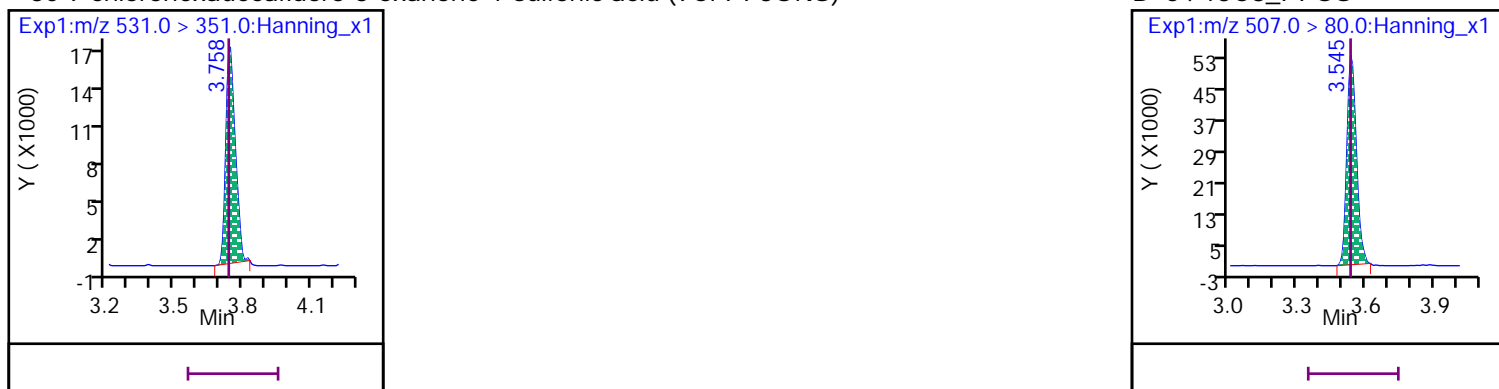 Exp1:m/z 531.0 > 351.0:Hanning_x1
3.758
Y ( X1000)
17
14
11
8
5
2
-1
3.2 3.5 3.8 4.1
Min
Exp1:m/z 507.0 > 80.0:Hanning_x1
3.545
Y ( X1000)
53
45
37
29
21
13
5
-3
3.0 3.3 3.6 3.9
Min